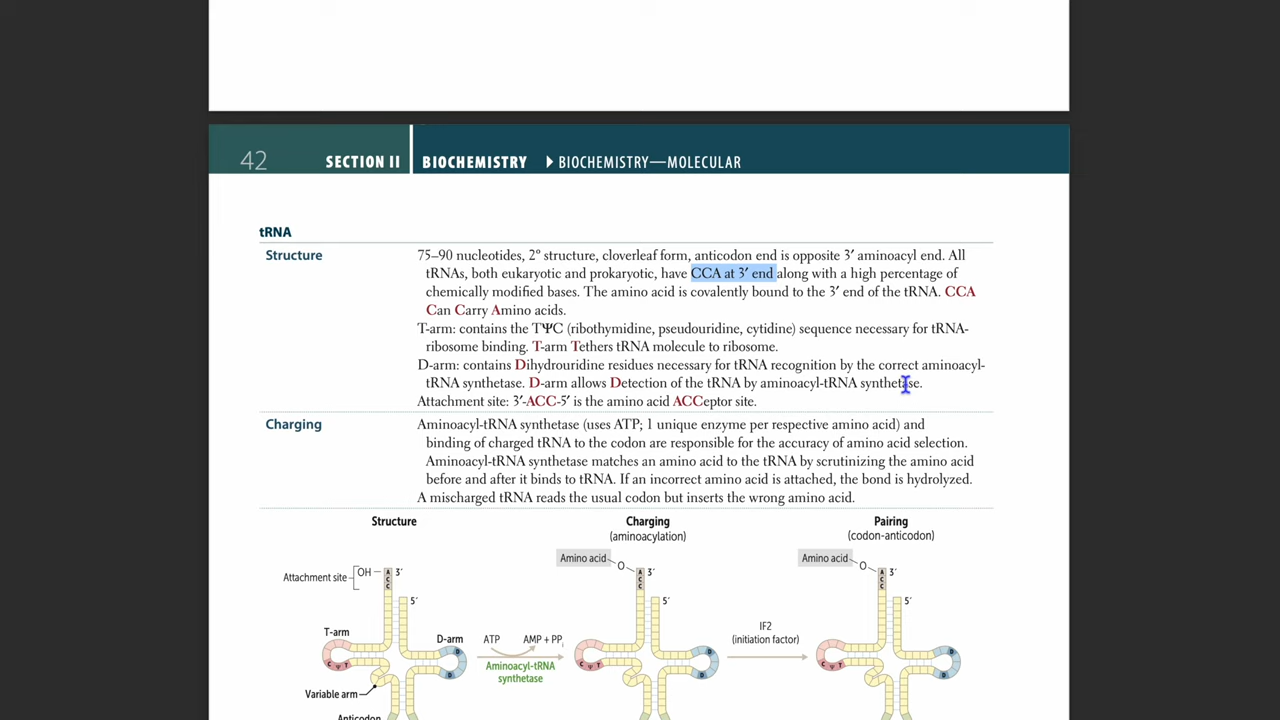 42 SECTION II BIOCHEMISTRY ▶ BIOCHEMISTRY—MOLECULAR
tRNA
Structure
75–90 nucleotides, 2° structure, cloverleaf form, anticodon end is opposite 3′ aminoacyl end. All
tRNAs, both eukaryotic and prokaryotic, have CCA at 3′ end along with a high percentage of
chemically modified bases. The amino acid is covalently bound to the 3′ end of the tRNA. CCA
Can Carry Amino acids.
T-arm: contains the TΨC (ribothymidine, pseudouridine, cytidine) sequence necessary for tRNA-
ribosome binding. T-arm Tethers tRNA molecule to ribosome.
D-arm: contains Dihydrouridine residues necessary for tRNA recognition by the correct aminoacyl-
tRNA synthetase. D-arm allows Detection of the tRNA by aminoacyl-tRNA synthetase.
Attachment site: 3′-ACC-5′ is the amino acid ACCeptor site.
Charging
Aminoacyl-tRNA synthetase (uses ATP; 1 unique enzyme per respective amino acid) and
binding of charged tRNA to the codon are responsible for the accuracy of amino acid selection.
Aminoacyl-tRNA synthetase matches an amino acid to the tRNA by scrutinizing the amino acid
before and after it binds to tRNA. If an incorrect amino acid is attached, the bond is hydrolyzed.
A mischarged tRNA reads the usual codon but inserts the wrong amino acid.
Structure
Charging
(aminoacylation)
Pairing
(codon-anticodon)
Attachment site
OH
A
C
C
3′
5′
T-arm
C Ψ T
D-arm
D
D
Variable arm
Anticodon
ATP
AMP + PPi
Aminoacyl-tRNA
synthetase
Amino acid
O
A
C
C
3′
5′
C Ψ T
D
D
IF2
(initiation factor)
Amino acid
O
A
C
C
3′
5′
C Ψ T
D
D